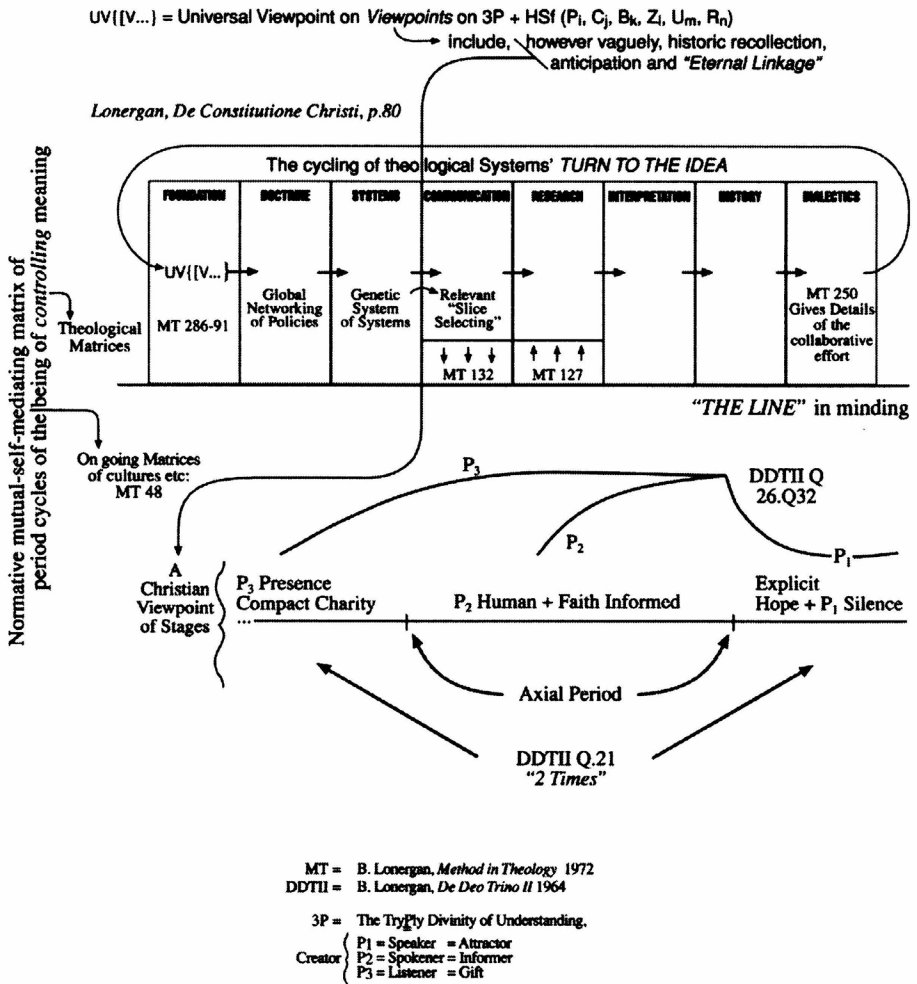 UV{[V...} = Universal Viewpoint on Viewpoints on 3P + HSf (Pi, Cj, Bk, Zl, Um, Rn)
include, however vaguely, historic recollection,
anticipation and "Eternal Linkage"
Lonergan, De Constitutione Christi, p.80
The cycling of theological Systems' TURN TO THE IDEA
FOUNDATION DOCTRINE SYSTEMS COMMUNICATION RESEARCH INTERPRETATION HISTORY DIALECTICS
UV{[V... }
MT 286-91
Global
Networking
of Policies
Genetic
System
of Systems
Relevant
"Slice
Selecting"
MT 132
MT 127
MT 250
Gives Details
of the
collaborative
effort
Normative mutual-self-mediating matrix of
period cycles of the being of controlling meaning
Theological
Matrices
"THE LINE" in minding
On going Matrices
of cultures etc:
MT 48
P3
P2
P1
DDTII Q
26.Q32
A
Christian
Viewpoint
of Stages
P3 Presence
Compact Charity
...
P2 Human + Faith Informed
Explicit
Hope + P1 Silence
Axial Period
DDTII Q.21
"2 Times"
MT = B. Lonergan, Method in Theology 1972
DDTII = B. Lonergan, De Deo Trino II 1964
3P = The TryPly Divinity of Understanding,
Creator { P1 = Speaker = Attractor
P2 = Spokener = Informer
P3 = Listener = Gift